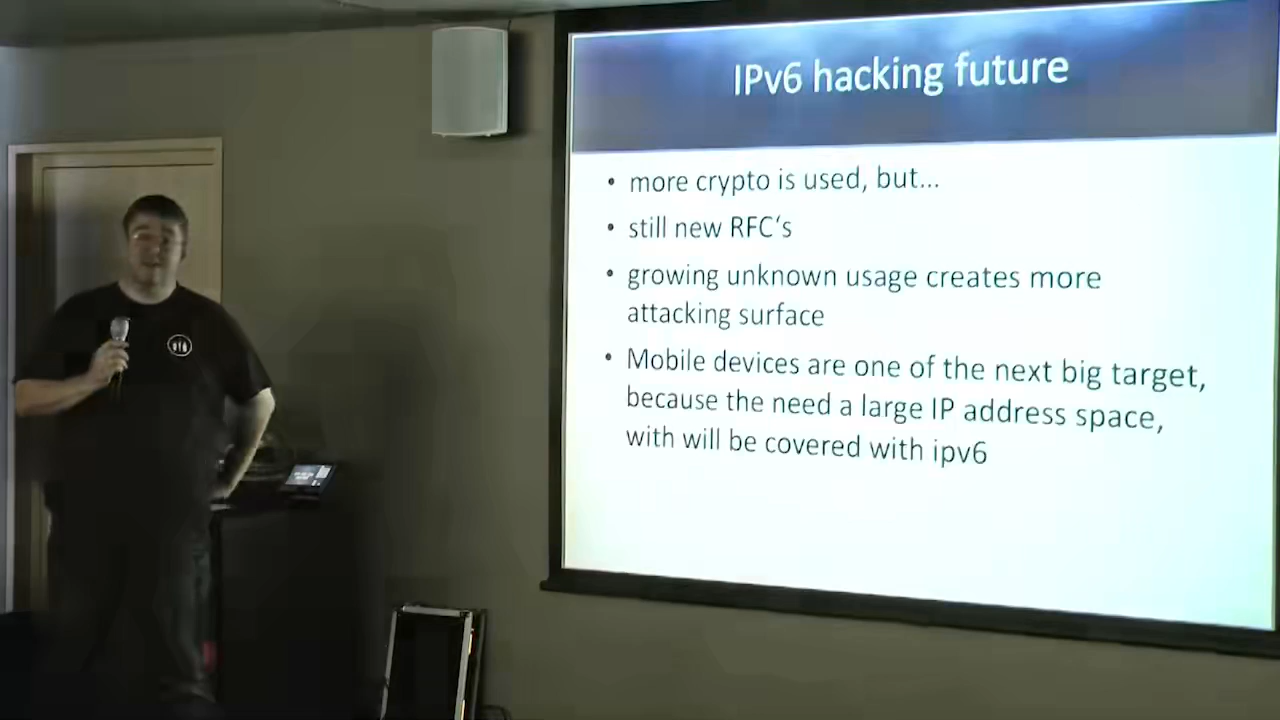 IPv6 hacking future
• more crypto is used, but...
• still new RFC‘s
• growing unknown usage creates more
attacking surface
• Mobile devices are one of the next big target,
because the need a large IP address space,
with will be covered with ipv6